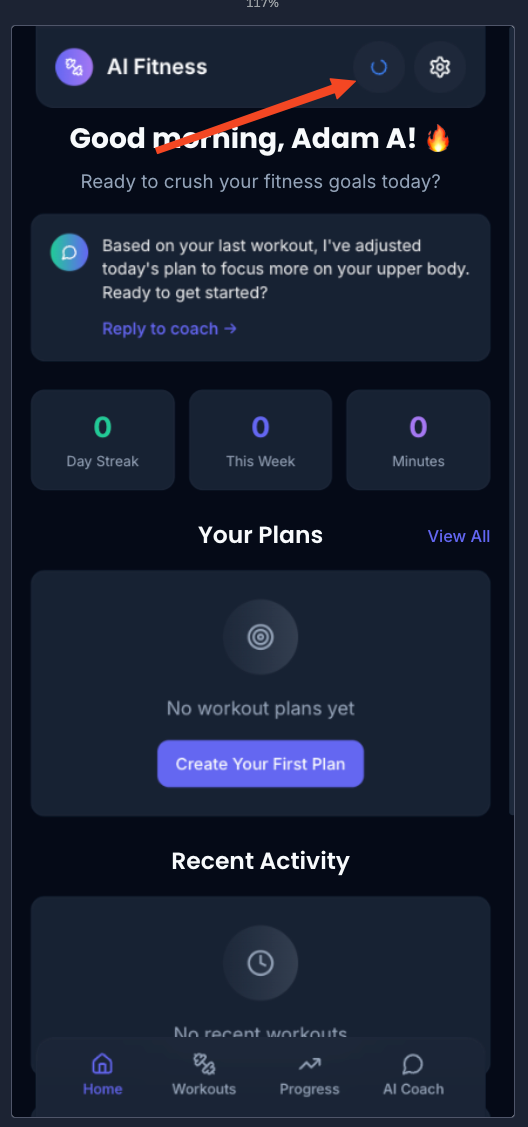 117%
AI Fitness
Good morning, Adam A! 🔥
Ready to crush your fitness goals today?
Based on your last workout, I've adjusted
today's plan to focus more on your upper body.
Ready to get started?
Reply to coach →
0
Day Streak
0
This Week
0
Minutes
Your Plans
View All
No workout plans yet
Create Your First Plan
Recent Activity
No recent workouts
Home
Workouts
Progress
AI Coach